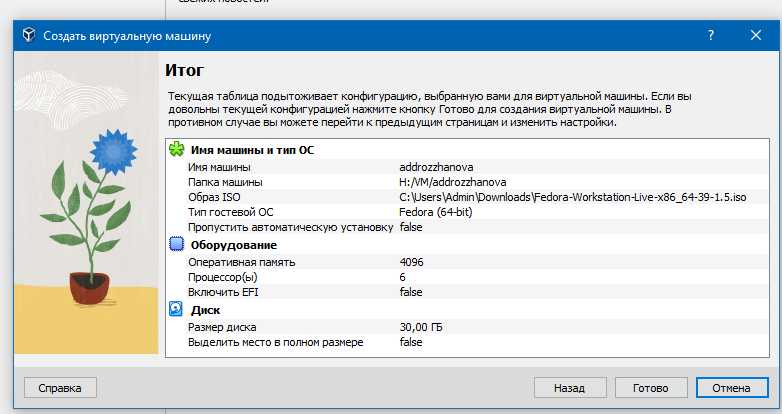 свежих новостей!
Создать виртуальную машину
Итог
Текущая таблица подытоживает конфигурацию, выбранную вами для виртуальной машины. Если вы
довольны текущей конфигурацией нажмите кнопку Готово для создания виртуальной машины. В
противном случае вы можете перейти к предыдущим страницам и изменить настройки.
Имя машины и тип ОС
Имя машины addrozzhanova
Папка машины H:/VM/addrozzhanova
Образ ISO C:\Users\Admin\Downloads\Fedora-Workstation-Live-x86_64-39-1.5.iso
Тип гостевой ОС Fedora (64-bit)
Пропустить автоматическую установку false
Оборудование
Оперативная память 4096
Процессор(ы) 6
Включить EFI false
Диск
Размер диска 30,00 ГБ
Выделить место в полном размере false
Справка Назад Готово Отмена